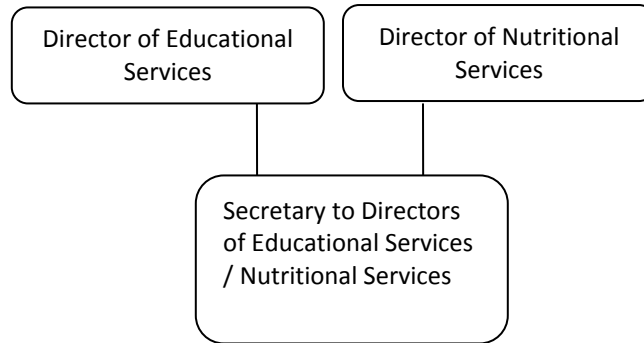 Director of Educational
Services
Director of Nutritional
Services
Secretary to Directors
of Educational Services
/ Nutritional Services